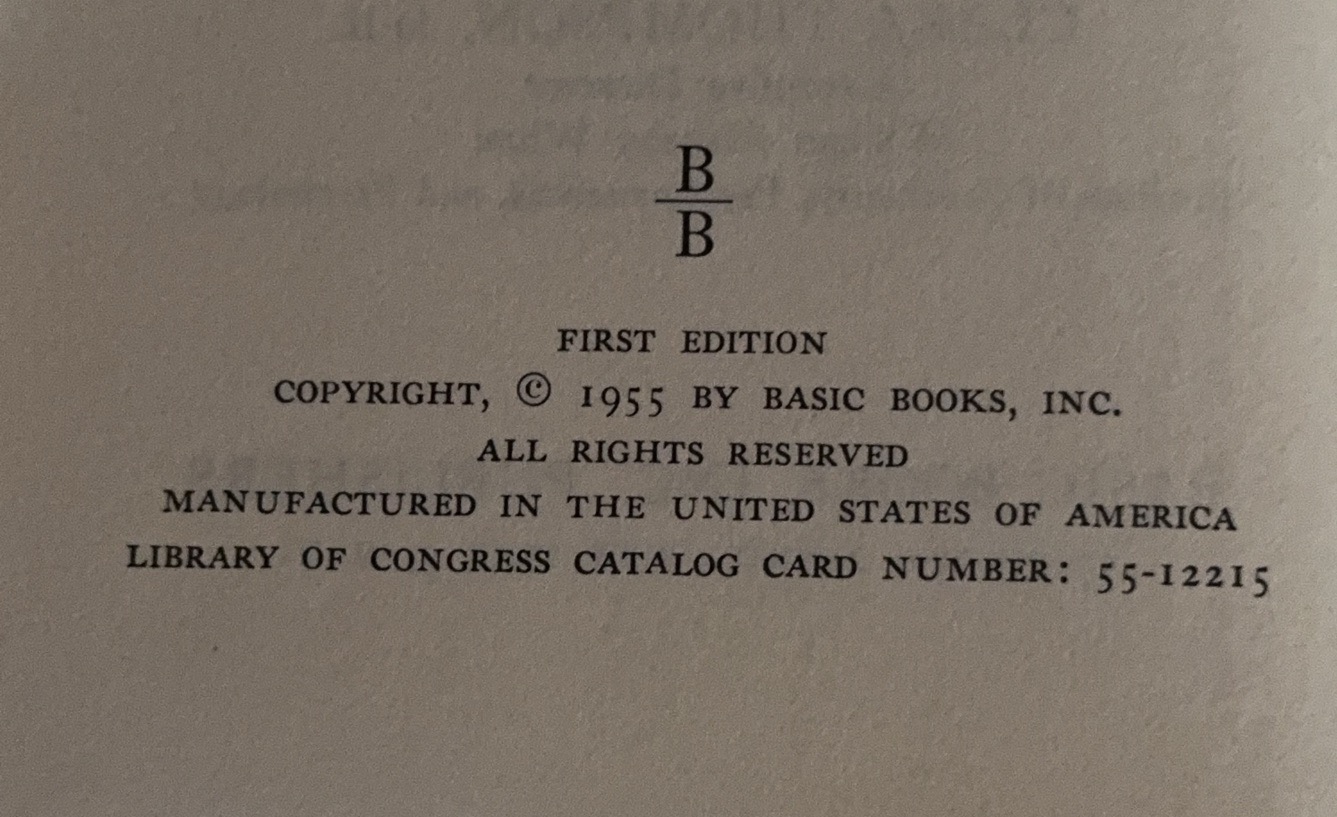 B
B
FIRST EDITION
COPYRIGHT, © 1955 BY BASIC BOOKS, INC.
ALL RIGHTS RESERVED
MANUFACTURED IN THE UNITED STATES OF AMERICA
LIBRARY OF CONGRESS CATALOG CARD NUMBER: 55-12215